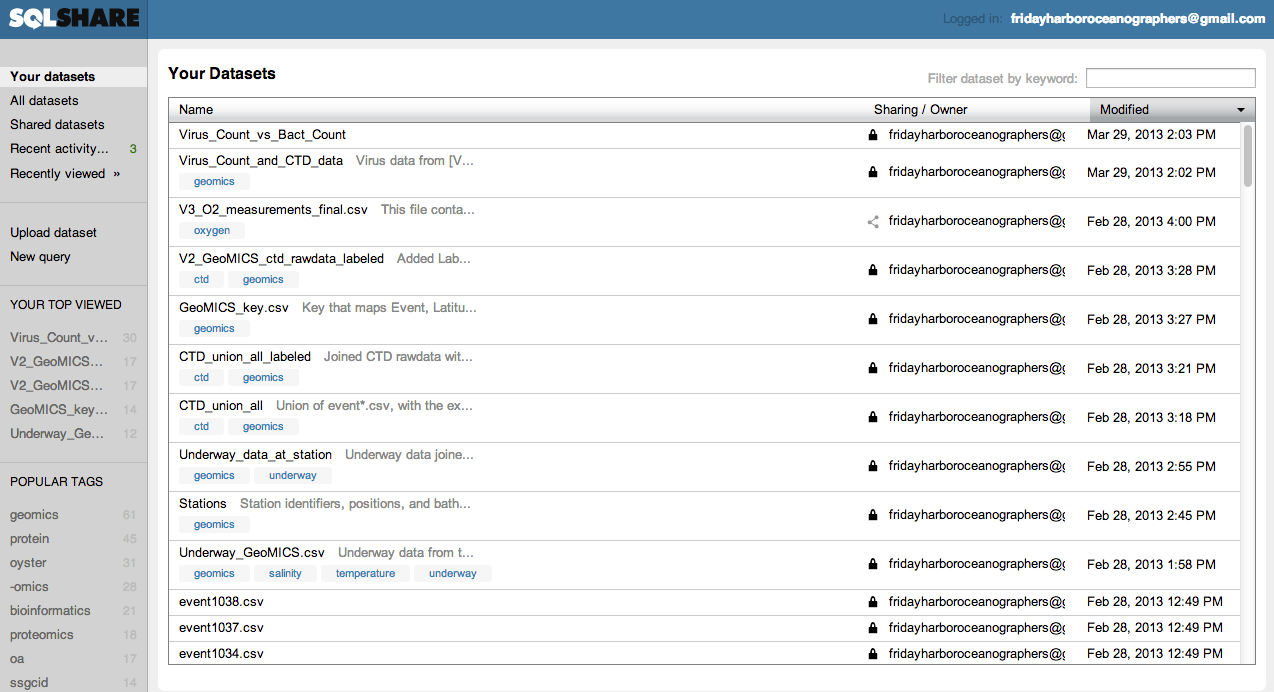 SQLSHARE
Logged in: fridayharboroceanographers@gmail.com
Your datasets
All datasets
Shared datasets
Recent activity... 3
Recently viewed »
Upload dataset
New query
YOUR TOP VIEWED
Virus_Count_v... 30
V2_GeoMICS... 17
V2_GeoMICS... 17
GeoMICS_key... 14
Underway_Ge... 12
POPULAR TAGS
geomics 61
protein 45
oyster 31
-omics 28
bioinformatics 21
proteomics 18
oa 17
ssgcid 14
Your Datasets
Filter dataset by keyword:
Name Sharing / Owner Modified
Virus_Count_vs_Bact_Count fridayharboroceanographers@g Mar 29, 2013 2:03 PM
Virus_Count_and_CTD_data Virus data from [V... fridayharboroceanographers@g Mar 29, 2013 2:02 PM
geomics
V3_O2_measurements_final.csv This file conta... fridayharboroceanographers@g Feb 28, 2013 4:00 PM
oxygen
V2_GeoMICS_ctd_rawdata_labeled Added Lab... fridayharboroceanographers@g Feb 28, 2013 3:28 PM
ctd geomics
GeoMICS_key.csv Key that maps Event, Latitu... fridayharboroceanographers@g Feb 28, 2013 3:27 PM
geomics
CTD_union_all_labeled Joined CTD rawdata wit... fridayharboroceanographers@g Feb 28, 2013 3:21 PM
ctd geomics
CTD_union_all Union of event*.csv, with the ex... fridayharboroceanographers@g Feb 28, 2013 3:18 PM
ctd geomics
Underway_data_at_station Underway data joine... fridayharboroceanographers@g Feb 28, 2013 2:55 PM
geomics underway
Stations Station identifiers, positions, and bath... fridayharboroceanographers@g Feb 28, 2013 2:45 PM
geomics
Underway_GeoMICS.csv Underway data from t... fridayharboroceanographers@g Feb 28, 2013 1:58 PM
geomics salinity temperature underway
event1038.csv fridayharboroceanographers@g Feb 28, 2013 12:49 PM
event1037.csv fridayharboroceanographers@g Feb 28, 2013 12:49 PM
event1034.csv fridayharboroceanographers@g Feb 28, 2013 12:49 PM